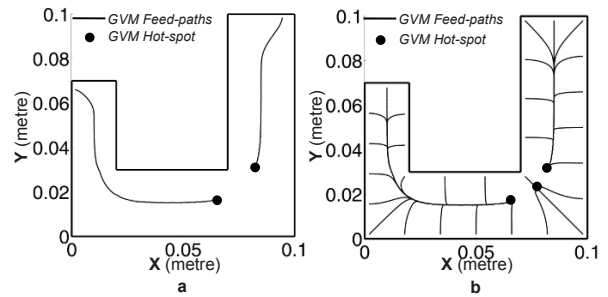 0.1
GVM Feed-paths
GVM Hot-spot
0.08
0.06
0.04
0.02
0
Y (metre)
0
0.05
0.1
X (metre)
a
0.1
GVM Feed-paths
GVM Hot-spot
0.08
0.06
0.04
0.02
0
Y (metre)
0
0.05
0.1
X (metre)
b